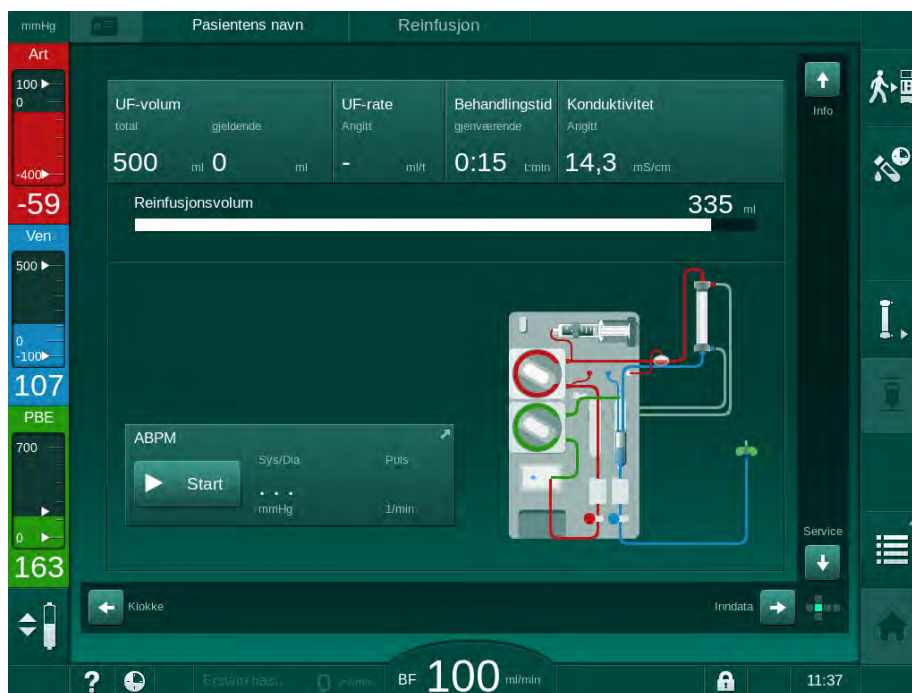 mmHg Pasientens navn Reinfusjon
Art
100
0
-400
-59
Ven
500
0
-100
107
PBE
700
0
163
UF-volum UF-rate Behandlingstid Konduktivitet
total gjeldende Angitt gjenværende Angitt
500 ml 0 ml - ml/t 0:15 t:min 14,3 mS/cm
Reinfusjonsvolum 335 ml
ABPM
Sys/Dia Puls
Start ...
mmHg 1/min
Info
Service
Klokke Inndata
? BF 100 ml/min 11:37